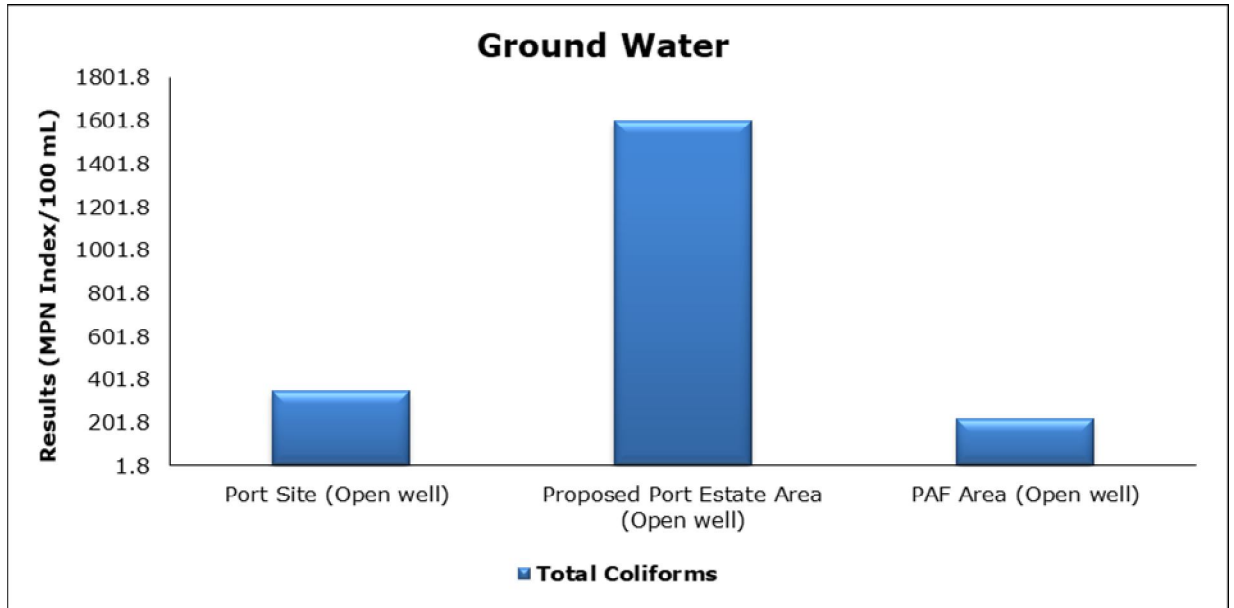 Ground Water
Results (MPN Index/100 mL)
1801.8
1601.8
1401.8
1201.8
1001.8
801.8
601.8
401.8
201.8
1.8
Port Site (Open well)
Proposed Port Estate Area
(Open well)
PAF Area (Open well)
Total Coliforms